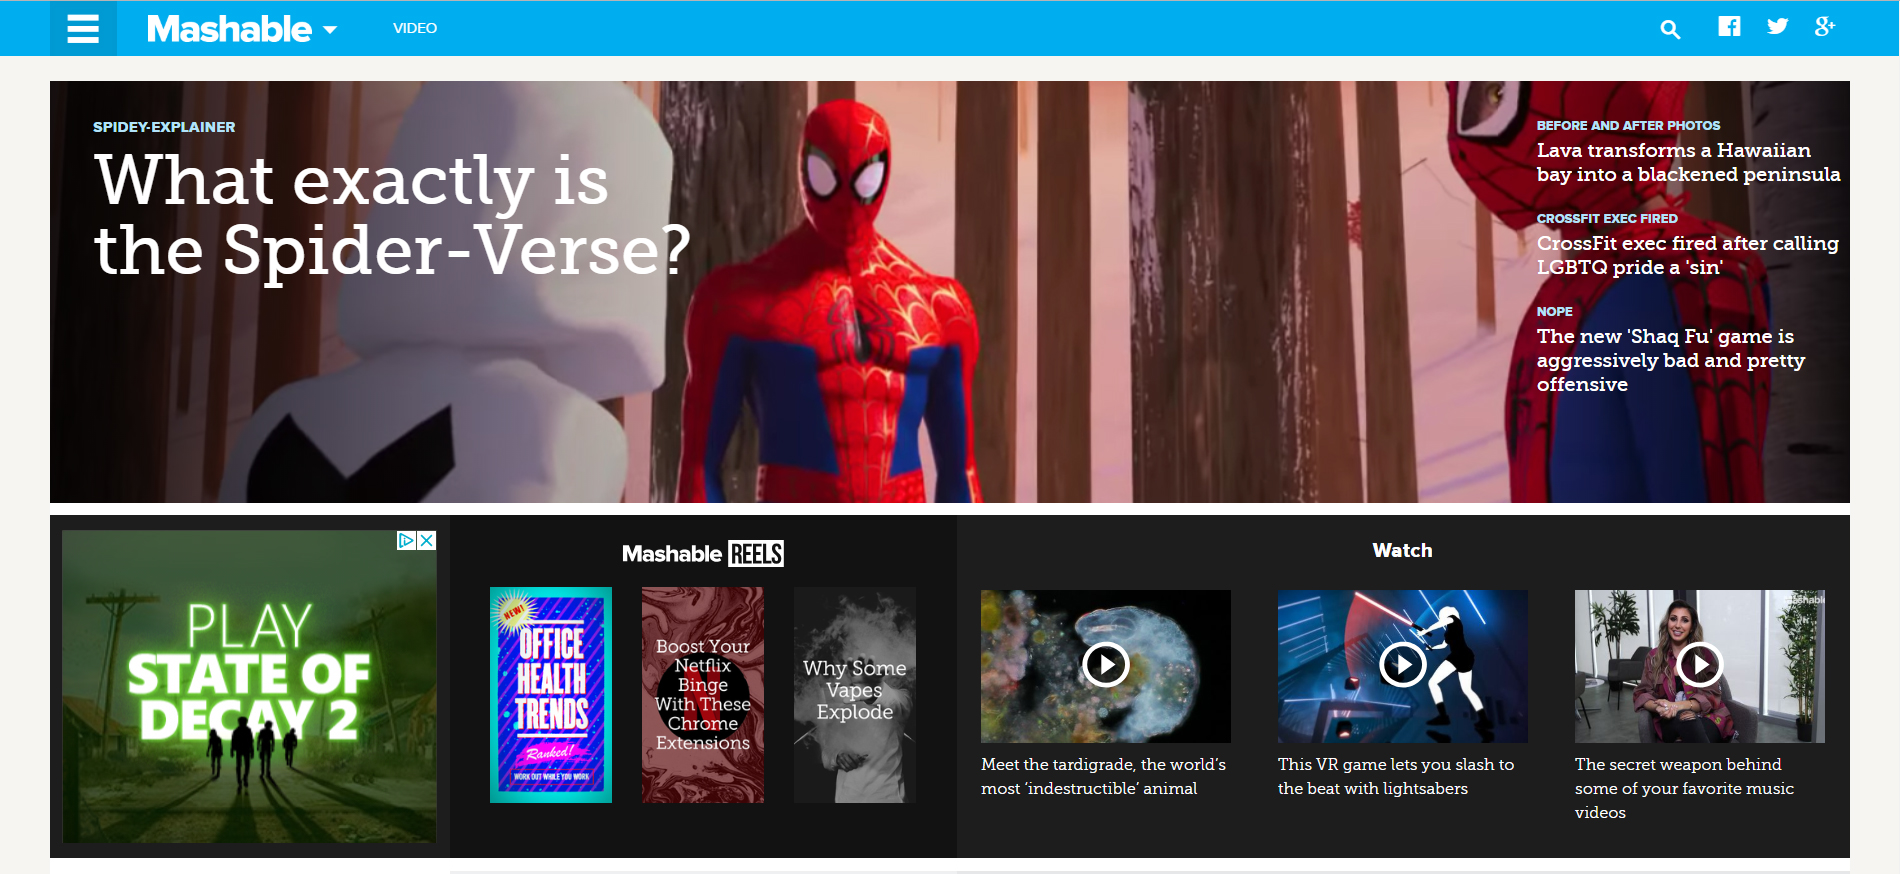 Mashable
VIDEO
SPIDEY-EXPLAINER
What exactly is
the Spider-Verse?
BEFORE AND AFTER PHOTOS
Lava transforms a Hawaiian
bay into a blackened peninsula
CROSSFIT EXEC FIRED
CrossFit exec fired after calling
LGBTQ pride a 'sin'
NOPE
The new 'Shaq Fu' game is
aggressively bad and pretty
offensive
PLAY
STATE OF
DECAY 2
Mashable REELS
NEW!
OFFICE
HEALTH
TRENDS
Ranked!
WORK OUT WHILE YOU WORK
Boost Your
Netflix
Binge
With These
Chrome
Extensions
Why Some
Vapes
Explode
Watch
Meet the tardigrade, the world’s
most ‘indestructible’ animal
This VR game lets you slash to
the beat with lightsabers
Mashable
The secret weapon behind
some of your favorite music
videos